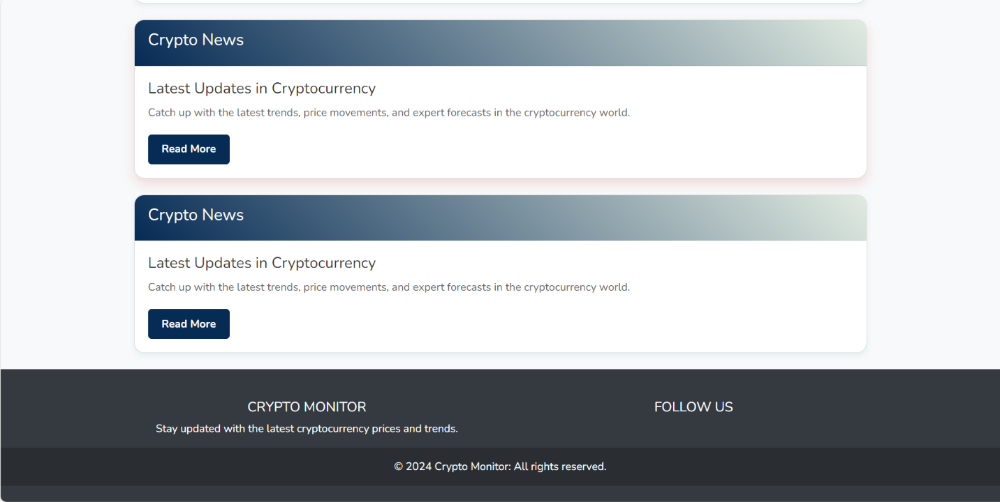 Crypto News
Latest Updates in Cryptocurrency
Catch up with the latest trends, price movements, and expert forecasts in the cryptocurrency world.
Read More
Crypto News
Latest Updates in Cryptocurrency
Catch up with the latest trends, price movements, and expert forecasts in the cryptocurrency world.
Read More
CRYPTO MONITOR
Stay updated with the latest cryptocurrency prices and trends.
FOLLOW US
© 2024 Crypto Monitor: All rights reserved.